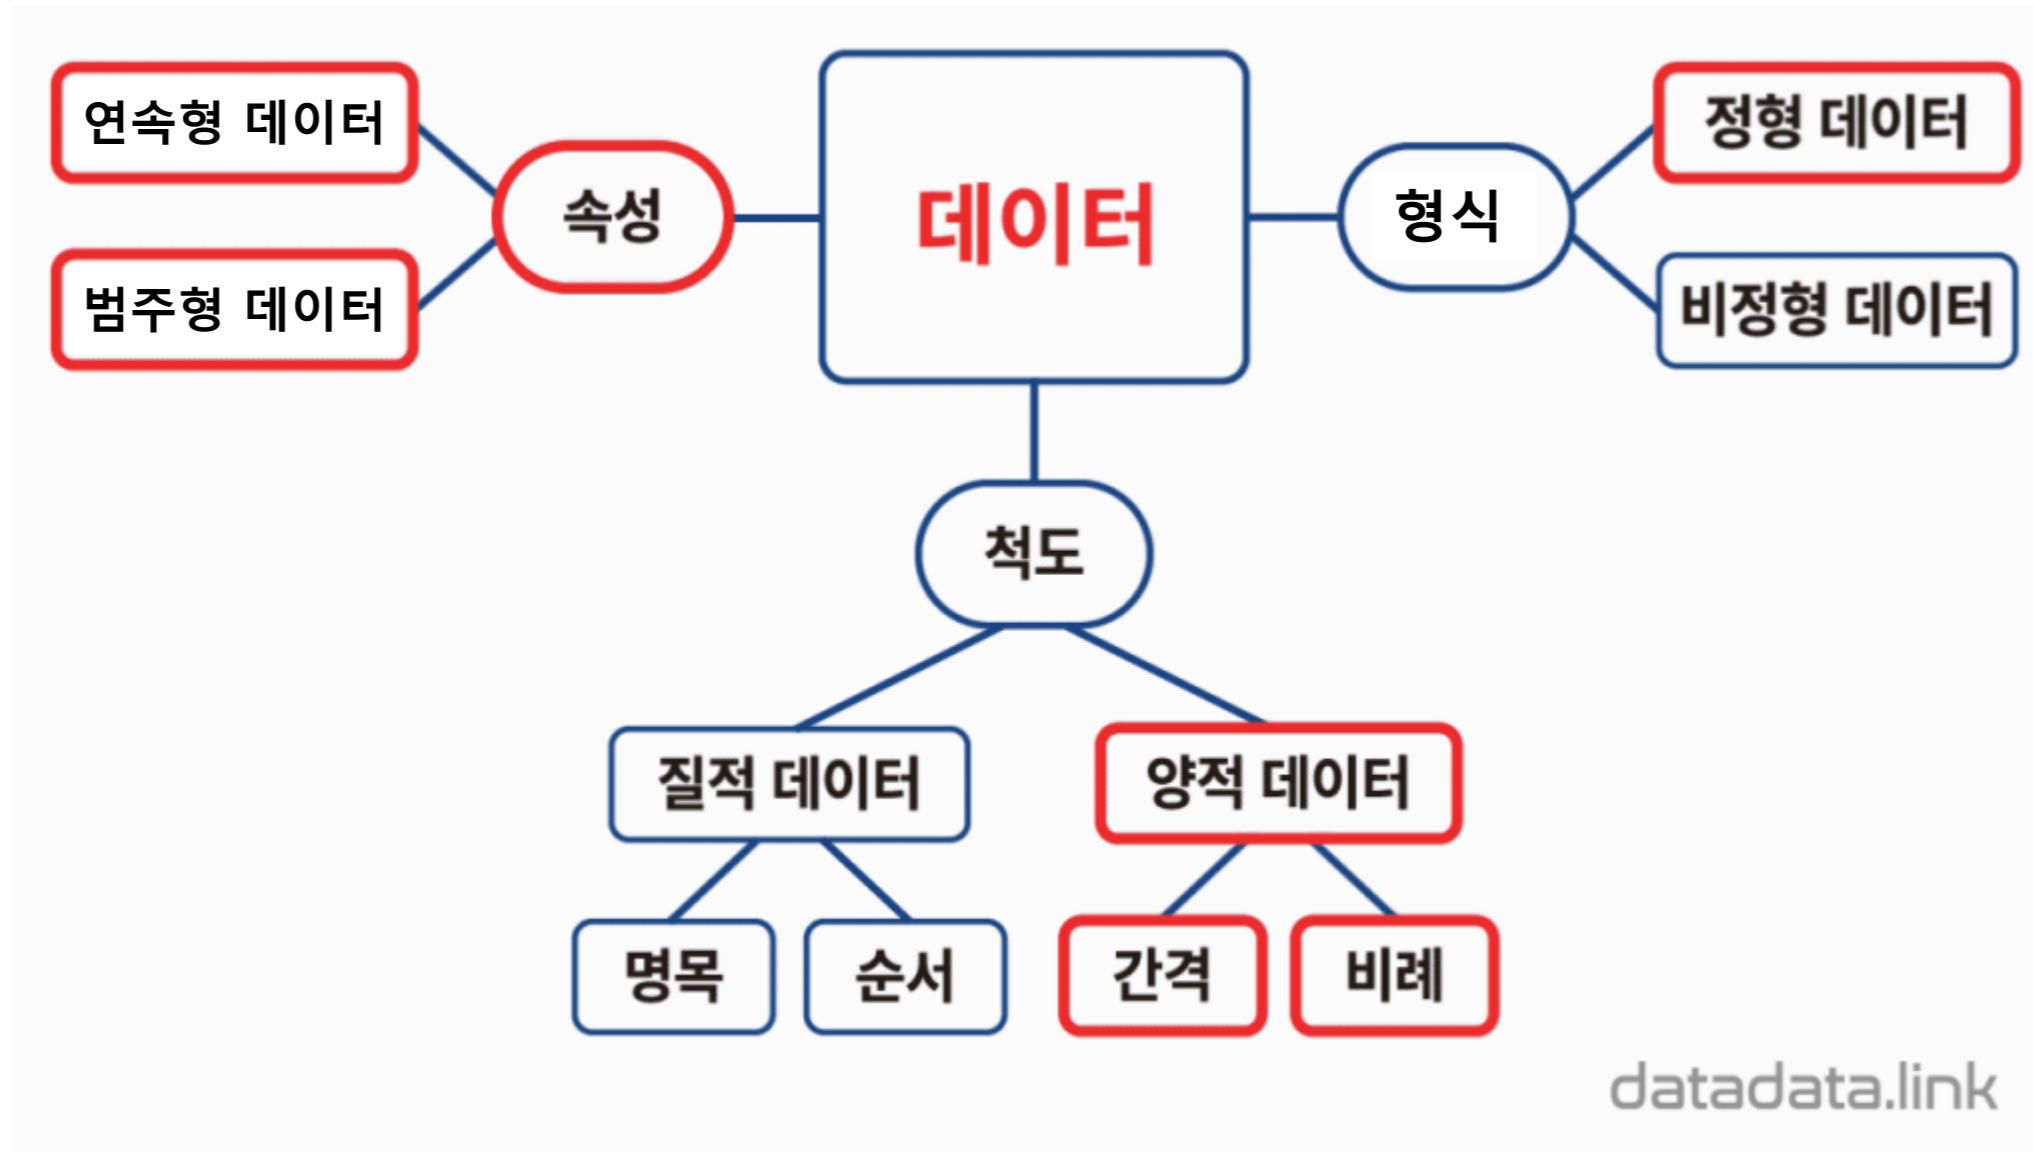 연속형 데이터
범주형 데이터
속성
데이터
형식
정형 데이터
비정형 데이터
척도
질적 데이터
양적 데이터
명목
순서
간격
비례
datadata.link